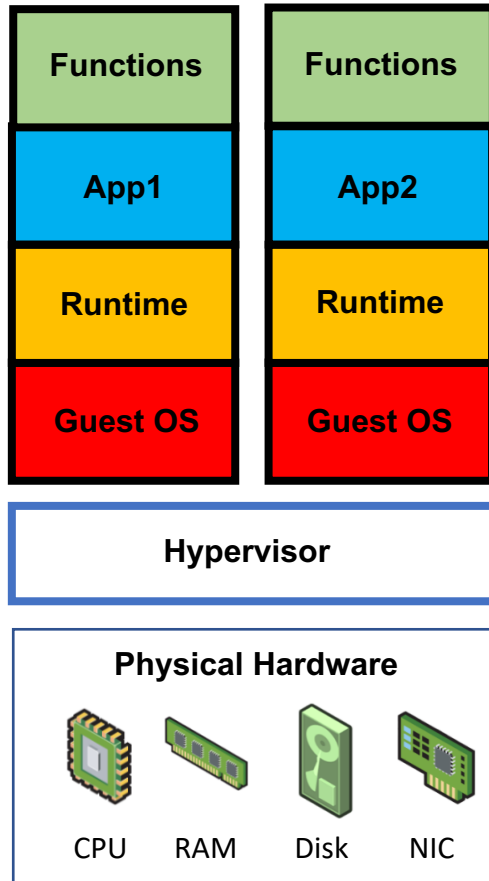 Functions
Functions
App1
App2
Runtime
Runtime
Guest OS
Guest OS
Hypervisor
Physical Hardware
CPU
RAM
Disk
NIC